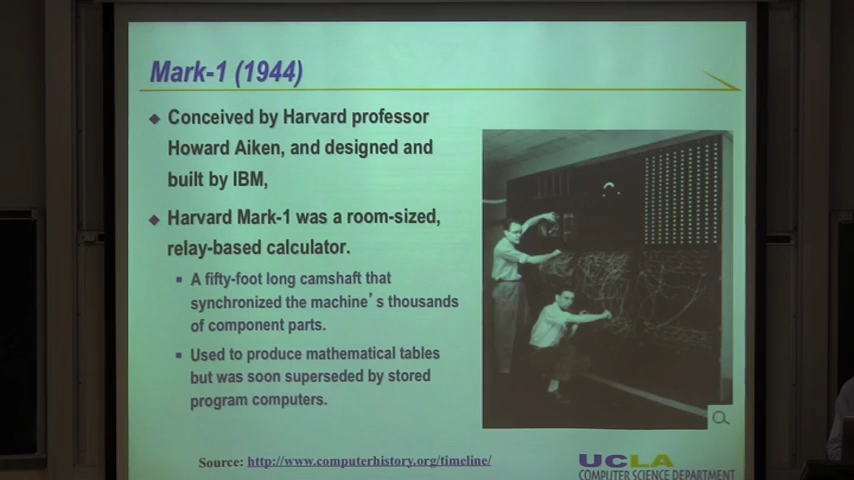 Mark-1 (1944)
Conceived by Harvard professor
Howard Aiken, and designed and
built by IBM,
Harvard Mark-1 was a room-sized,
relay-based calculator.
A fifty-foot long camshaft that
synchronized the machine's thousands
of component parts.
Used to produce mathematical tables
but was soon superseded by stored
program computers.
Source: http://www.computerhistory.org/timeline/
UCLA
COMPUTER SCIENCE DEPARTMENT